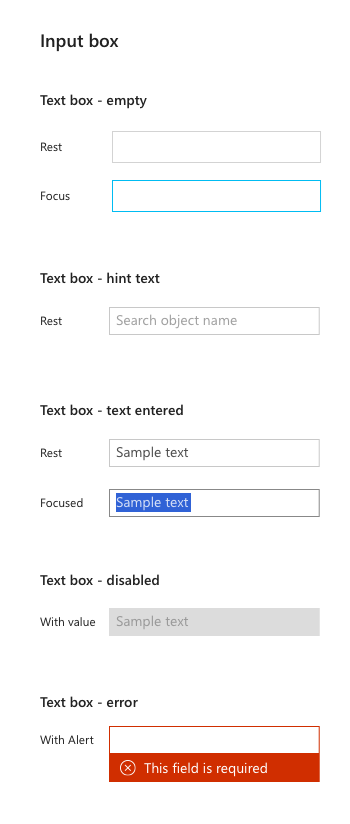 Input box
Text box - empty
Rest
Focus
Text box - hint text
Rest Search object name
Text box - text entered
Rest Sample text
Focused Sample text
Text box - disabled
With value Sample text
Text box - error
With Alert
This field is required